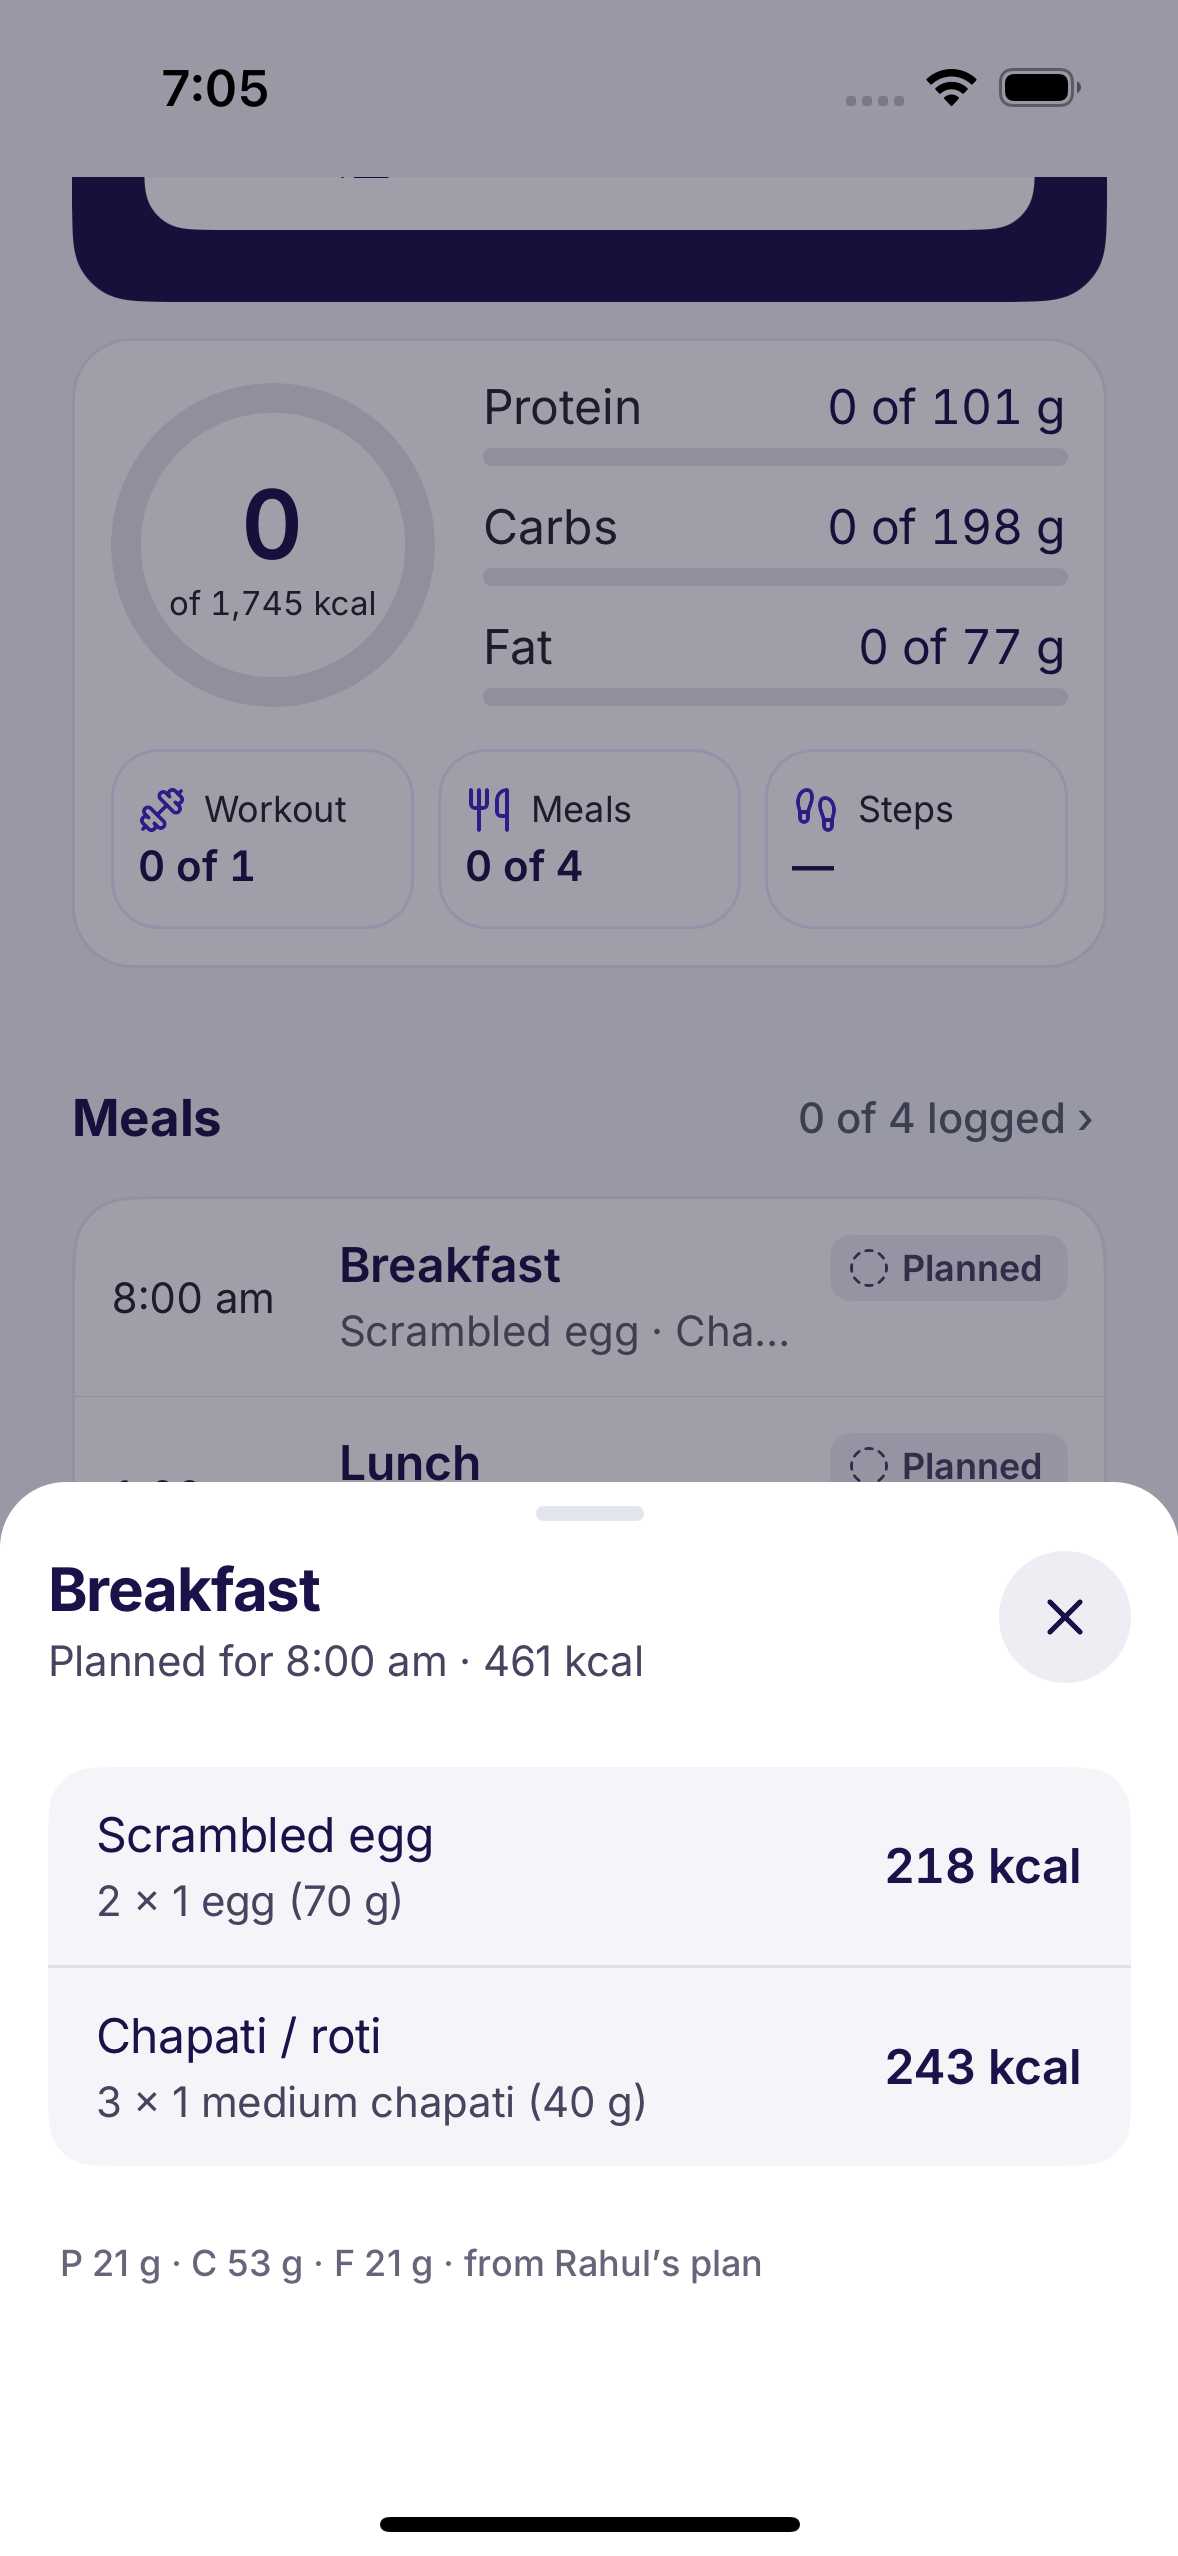 7:05
Protein 0 of 101 g
Carbs 0 of 198 g
Fat 0 of 77 g
0
of 1,745 kcal
Workout
0 of 1
Meals
0 of 4
Steps
—
Meals 0 of 4 logged ›
8:00 am
Breakfast
Scrambled egg · Cha...
Planned
Lunch
Planned
Breakfast
Planned for 8:00 am · 461 kcal
Scrambled egg
2 × 1 egg (70 g)
218 kcal
Chapati / roti
3 × 1 medium chapati (40 g)
243 kcal
P 21 g · C 53 g · F 21 g · from Rahul’s plan